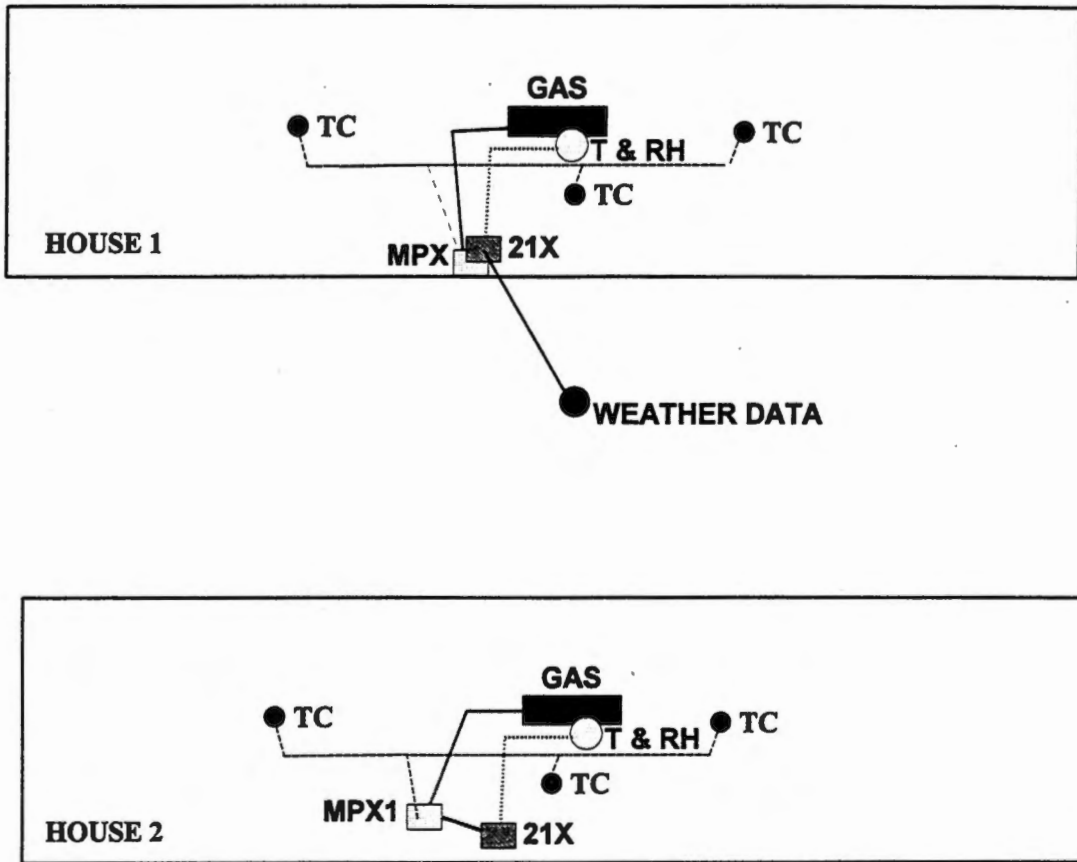 GAS
TC
TC
T & RH
TC
HOUSE 1
MPX
21X
WEATHER DATA
GAS
TC
TC
T & RH
TC
MPX1
HOUSE 2
21X